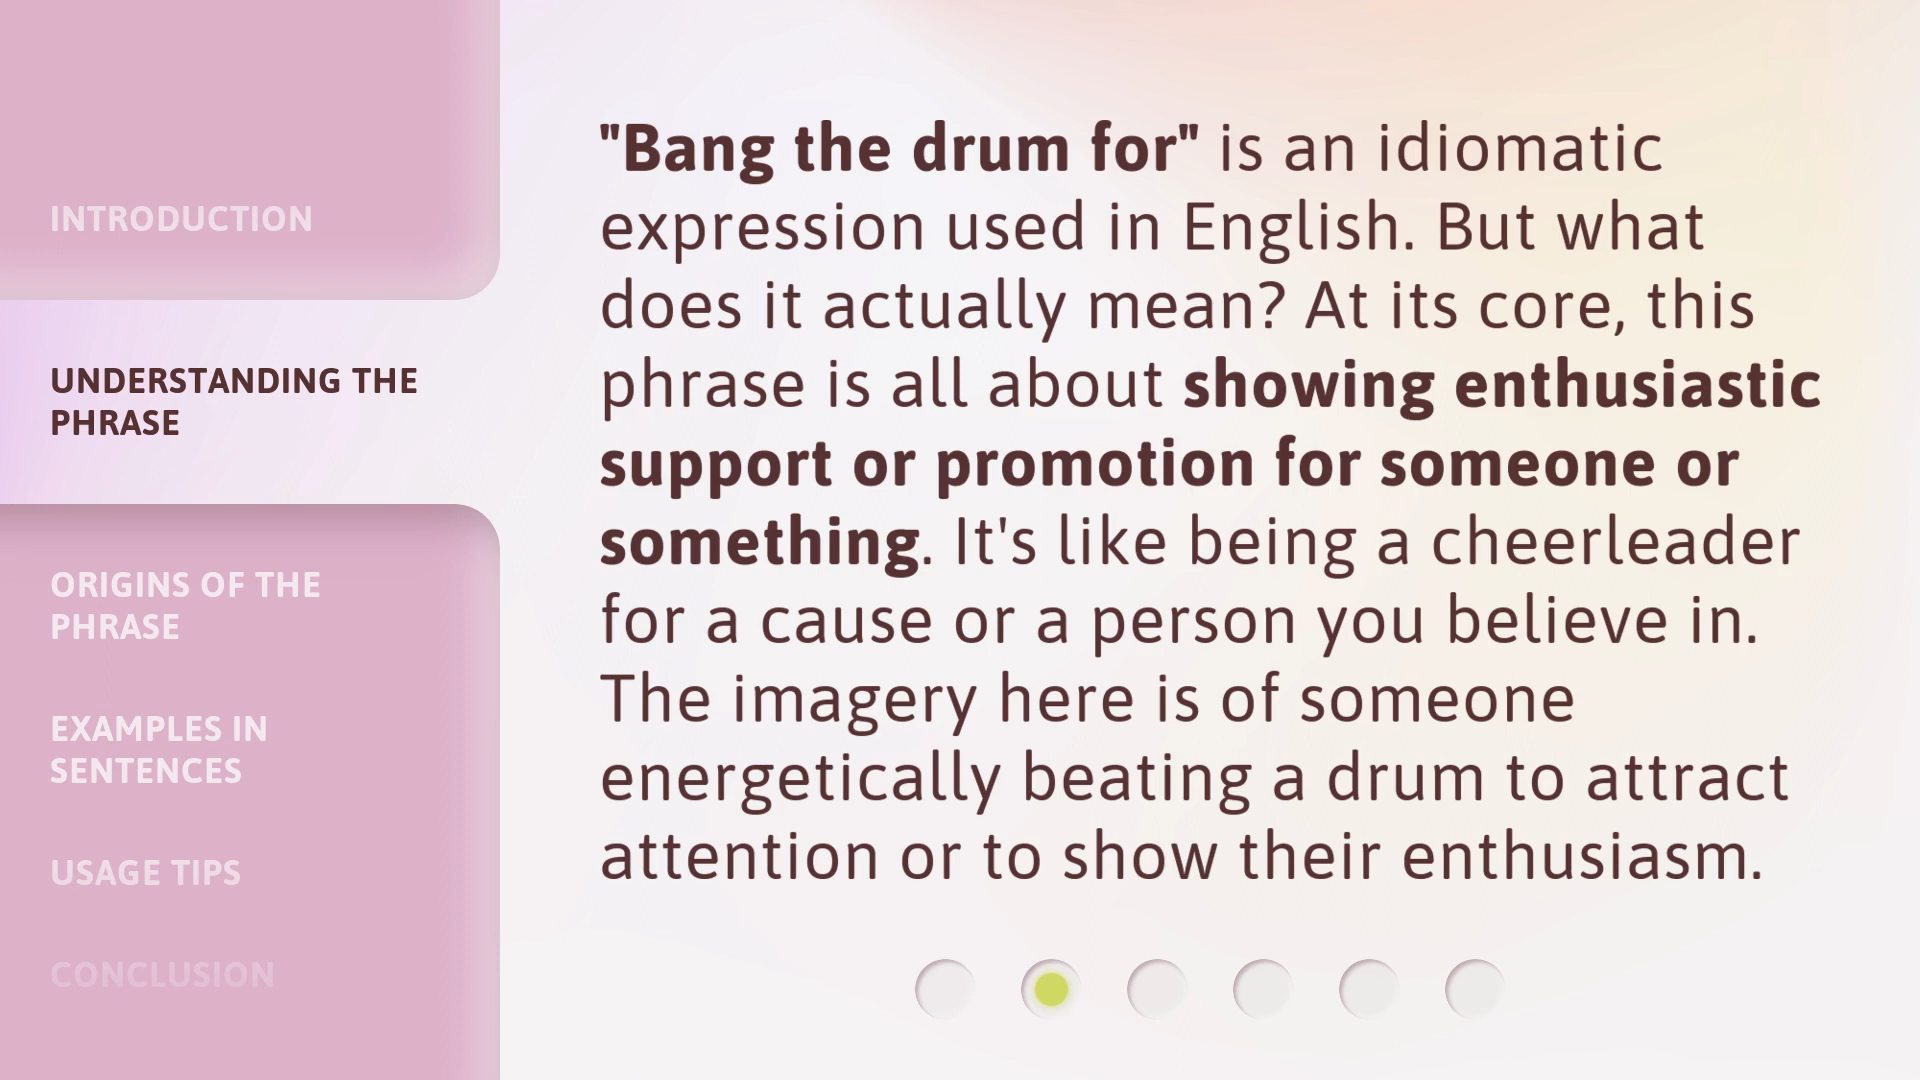 INTRODUCTION
UNDERSTANDING THE
PHRASE
ORIGINS OF THE
PHRASE
EXAMPLES IN
SENTENCES
USAGE TIPS
CONCLUSION
"Bang the drum for" is an idiomatic
expression used in English. But what
does it actually mean? At its core, this
phrase is all about showing enthusiastic
support or promotion for someone or
something. It's like being a cheerleader
for a cause or a person you believe in.
The imagery here is of someone
energetically beating a drum to attract
attention or to show their enthusiasm.